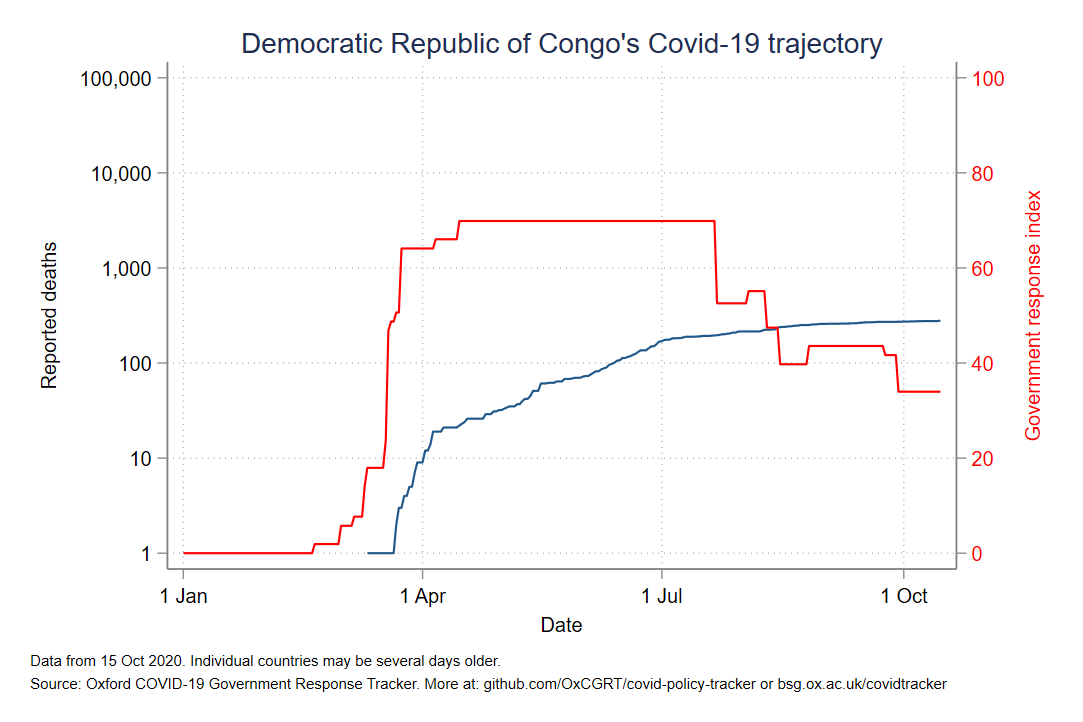 Democratic Republic of Congo's Covid-19 trajectory
100,000
10,000
1,000
100
10
1
Reported deaths
100
80
60
40
20
0
Government response index
1 Jan
1 Apr
1 Jul
1 Oct
Date
Data from 15 Oct 2020. Individual countries may be several days older.
Source: Oxford COVID-19 Government Response Tracker. More at: github.com/OxCGRT/covid-policy-tracker or bsg.ox.ac.uk/covidtracker